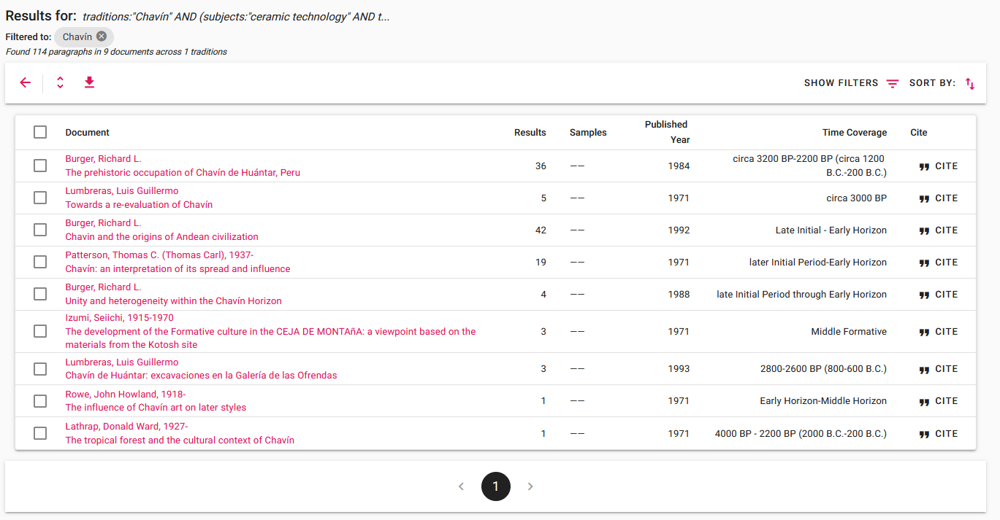 Results for: traditions:"Chavín" AND (subjects:"ceramic technology" AND t...
Filtered to: Chavín
Found 114 paragraphs in 9 documents across 1 traditions
SHOW FILTERS SORT BY:
Document Results Samples Published Year Time Coverage Cite
Burger, Richard L.
The prehistoric occupation of Chavín de Huántar, Peru
36 —— 1984
circa 3200 BP-2200 BP (circa 1200
B.C.-200 B.C.)
CITE
Lumbreras, Luis Guillermo
Towards a re-evaluation of Chavín
5 —— 1971 circa 3000 BP CITE
Burger, Richard L.
Chavin and the origins of Andean civilization
42 —— 1992 Late Initial - Early Horizon CITE
Patterson, Thomas C. (Thomas Carl), 1937-
Chavín: an interpretation of its spread and influence
19 —— 1971 later Initial Period-Early Horizon CITE
Burger, Richard L.
Unity and heterogeneity within the Chavín Horizon
4 —— 1988 late Initial Period through Early Horizon CITE
Izumi, Seiichi, 1915-1970
The development of the Formative culture in the CEJA DE MONTAñA: a viewpoint based on the
materials from the Kotosh site
3 —— 1971 Middle Formative CITE
Lumbreras, Luis Guillermo
Chavín de Huántar: excavaciones en la Galería de las Ofrendas
3 —— 1993 2800-2600 BP (800-600 B.C.) CITE
Rowe, John Howland, 1918-
The influence of Chavín art on later styles
1 —— 1971 Early Horizon-Middle Horizon CITE
Lathrap, Donald Ward, 1927-
The tropical forest and the cultural context of Chavín
1 —— 1971 4000 BP - 2200 BP (2000 B.C.-200 B.C.) CITE
1